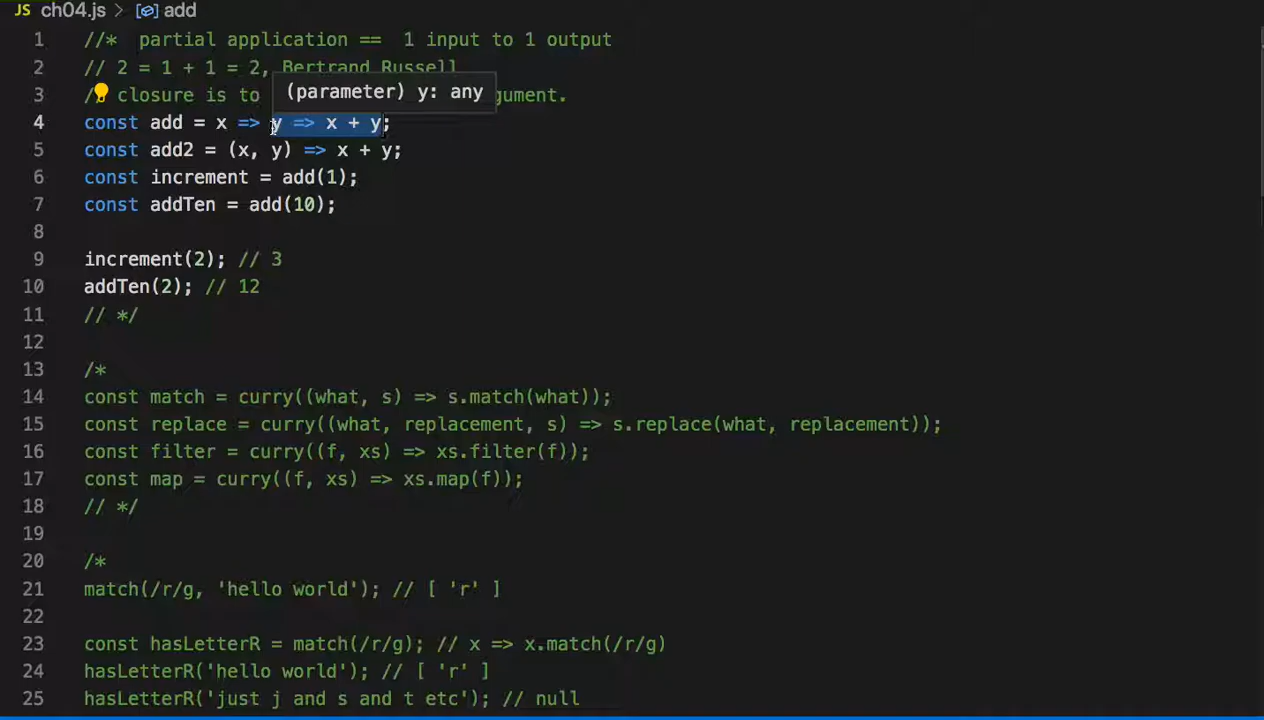 JS ch04.js > add
1 //* partial application == 1 input to 1 output
2 // 2 = 1 + 1 = 2, Bertrand Russell
(parameter) y: any
3 // closure is to gument.
4 const add = x => y => x + y;
5 const add2 = (x, y) => x + y;
6 const increment = add(1);
7 const addTen = add(10);
8
9 increment(2); // 3
10 addTen(2); // 12
11 // */
12
13 /*
14 const match = curry((what, s) => s.match(what));
15 const replace = curry((what, replacement, s) => s.replace(what, replacement));
16 const filter = curry((f, xs) => xs.filter(f));
17 const map = curry((f, xs) => xs.map(f));
18 // */
19
20 /*
21 match(/r/g, 'hello world'); // [ 'r' ]
22
23 const hasLetterR = match(/r/g); // x => x.match(/r/g)
24 hasLetterR('hello world'); // [ 'r' ]
25 hasLetterR('just j and s and t etc'); // null